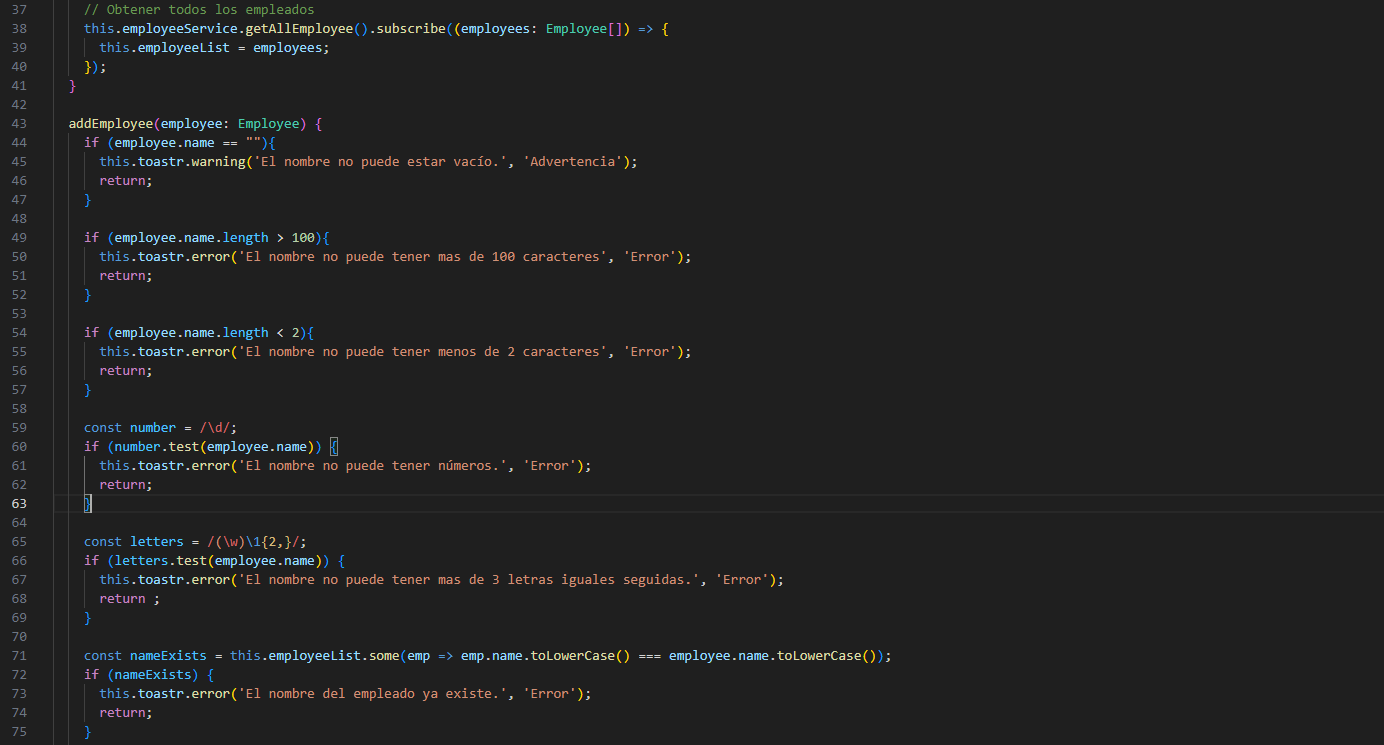 37 // Obtener todos los empleados
38 this.employeeService.getAllEmployee().subscribe((employees: Employee[]) => {
39 this.employeeList = employees;
40 });
41 }
42
43 addEmployee(employee: Employee) {
44 if (employee.name == ""){
45 this.toastr.warning('El nombre no puede estar vacío.', 'Advertencia');
46 return;
47 }
48
49 if (employee.name.length > 100){
50 this.toastr.error('El nombre no puede tener mas de 100 caracteres', 'Error');
51 return;
52 }
53
54 if (employee.name.length < 2){
55 this.toastr.error('El nombre no puede tener menos de 2 caracteres', 'Error');
56 return;
57 }
58
59 const number = /\d/;
60 if (number.test(employee.name)) {
61 this.toastr.error('El nombre no puede tener números.', 'Error');
62 return;
63 }
64
65 const letters = /(\w)\1{2,}/;
66 if (letters.test(employee.name)) {
67 this.toastr.error('El nombre no puede tener mas de 3 letras iguales seguidas.', 'Error');
68 return ;
69 }
70
71 const nameExists = this.employeeList.some(emp => emp.name.toLowerCase() === employee.name.toLowerCase());
72 if (nameExists) {
73 this.toastr.error('El nombre del empleado ya existe.', 'Error');
74 return;
75 }